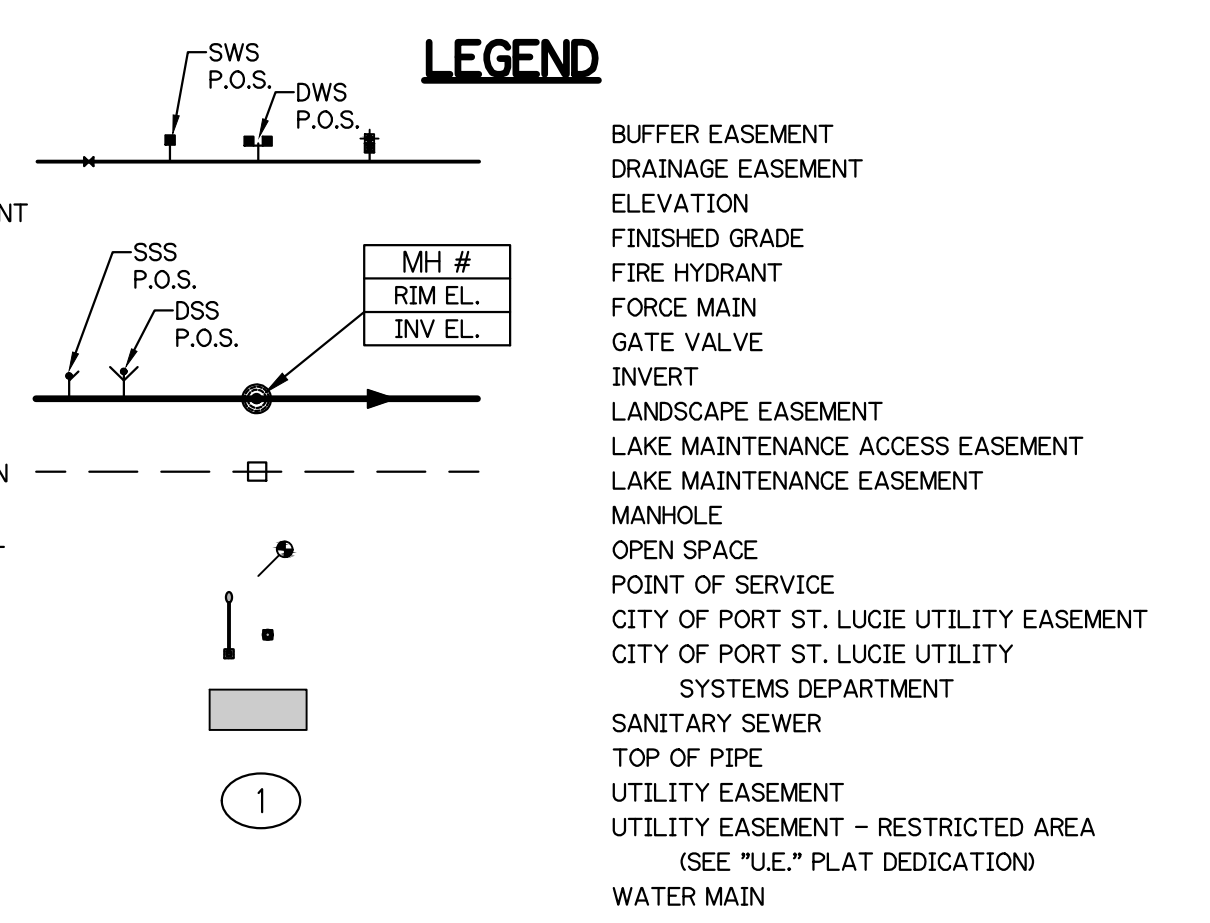 LEGEND
SWS
P.O.S.
DWS
P.O.S.
NT
SSS
P.O.S.
DSS
P.O.S.
MH #
RIM EL.
INV EL.
N
1
BUFFER EASEMENT
DRAINAGE EASEMENT
ELEVATION
FINISHED GRADE
FIRE HYDRANT
FORCE MAIN
GATE VALVE
INVERT
LANDSCAPE EASEMENT
LAKE MAINTENANCE ACCESS EASEMENT
LAKE MAINTENANCE EASEMENT
MANHOLE
OPEN SPACE
POINT OF SERVICE
CITY OF PORT ST. LUCIE UTILITY EASEMENT
CITY OF PORT ST. LUCIE UTILITY
SYSTEMS DEPARTMENT
SANITARY SEWER
TOP OF PIPE
UTILITY EASEMENT
UTILITY EASEMENT – RESTRICTED AREA
(SEE "U.E." PLAT DEDICATION)
WATER MAIN